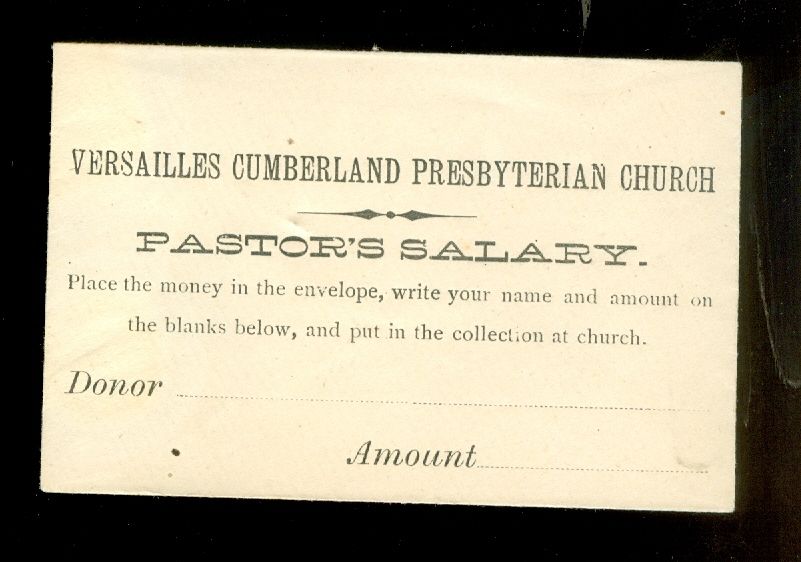 VERSAILLES CUMBERLAND PRESBYTERIAN CHURCH
PASTOR'S SALARY.
Place the money in the envelope, write your name and amount on
the blanks below, and put in the collection at church.
Donor
Amount